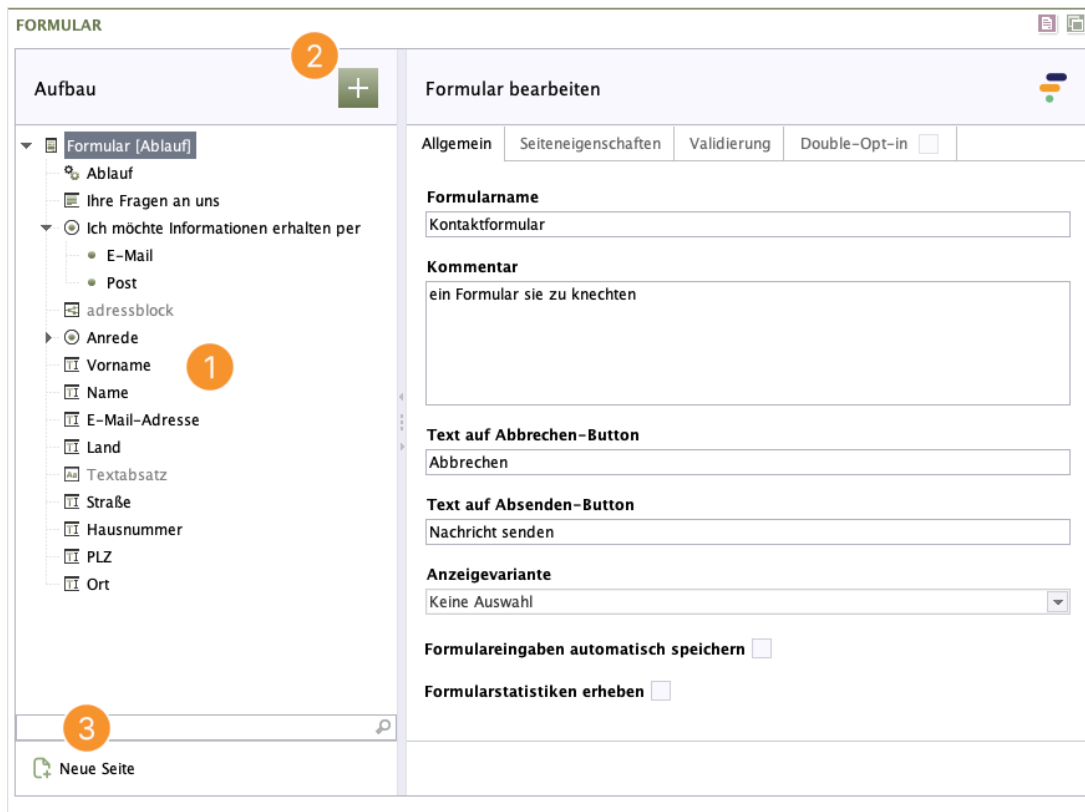 FORMULAR
2
Aufbau
Formular [Ablauf]
Ablauf
Ihre Fragen an uns
Ich möchte Informationen erhalten per
E-Mail
Post
adressblock
Anrede
Vorname
1
Name
E-Mail-Adresse
Land
Textabsatz
Straße
Hausnummer
PLZ
Ort
3
Neue Seite
Formular bearbeiten
Allgemein Seiteneigenschaften Validierung Double-Opt-in
Formularname
Kontaktformular
Kommentar
ein Formular sie zu knechten
Text auf Abbrechen-Button
Abbrechen
Text auf Absenden-Button
Nachricht senden
Anzeigevariante
Keine Auswahl
Formulareingaben automatisch speichern
Formularstatistiken erheben